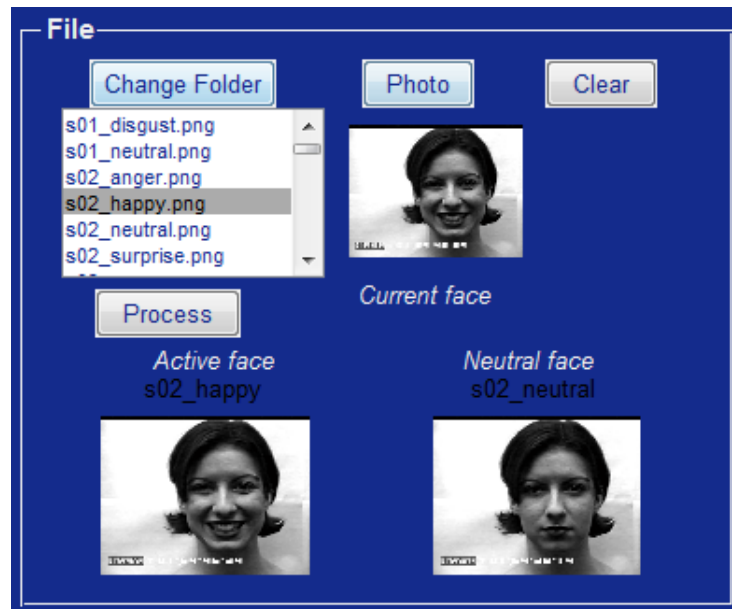 File
Change Folder
Photo
Clear
s01_disgust.png
s01_neutral.png
s02_anger.png
s02_happy.png
s02_neutral.png
s02_surprise.png
Process
Current face
Active face
Neutral face
s02_happy
s02_neutral